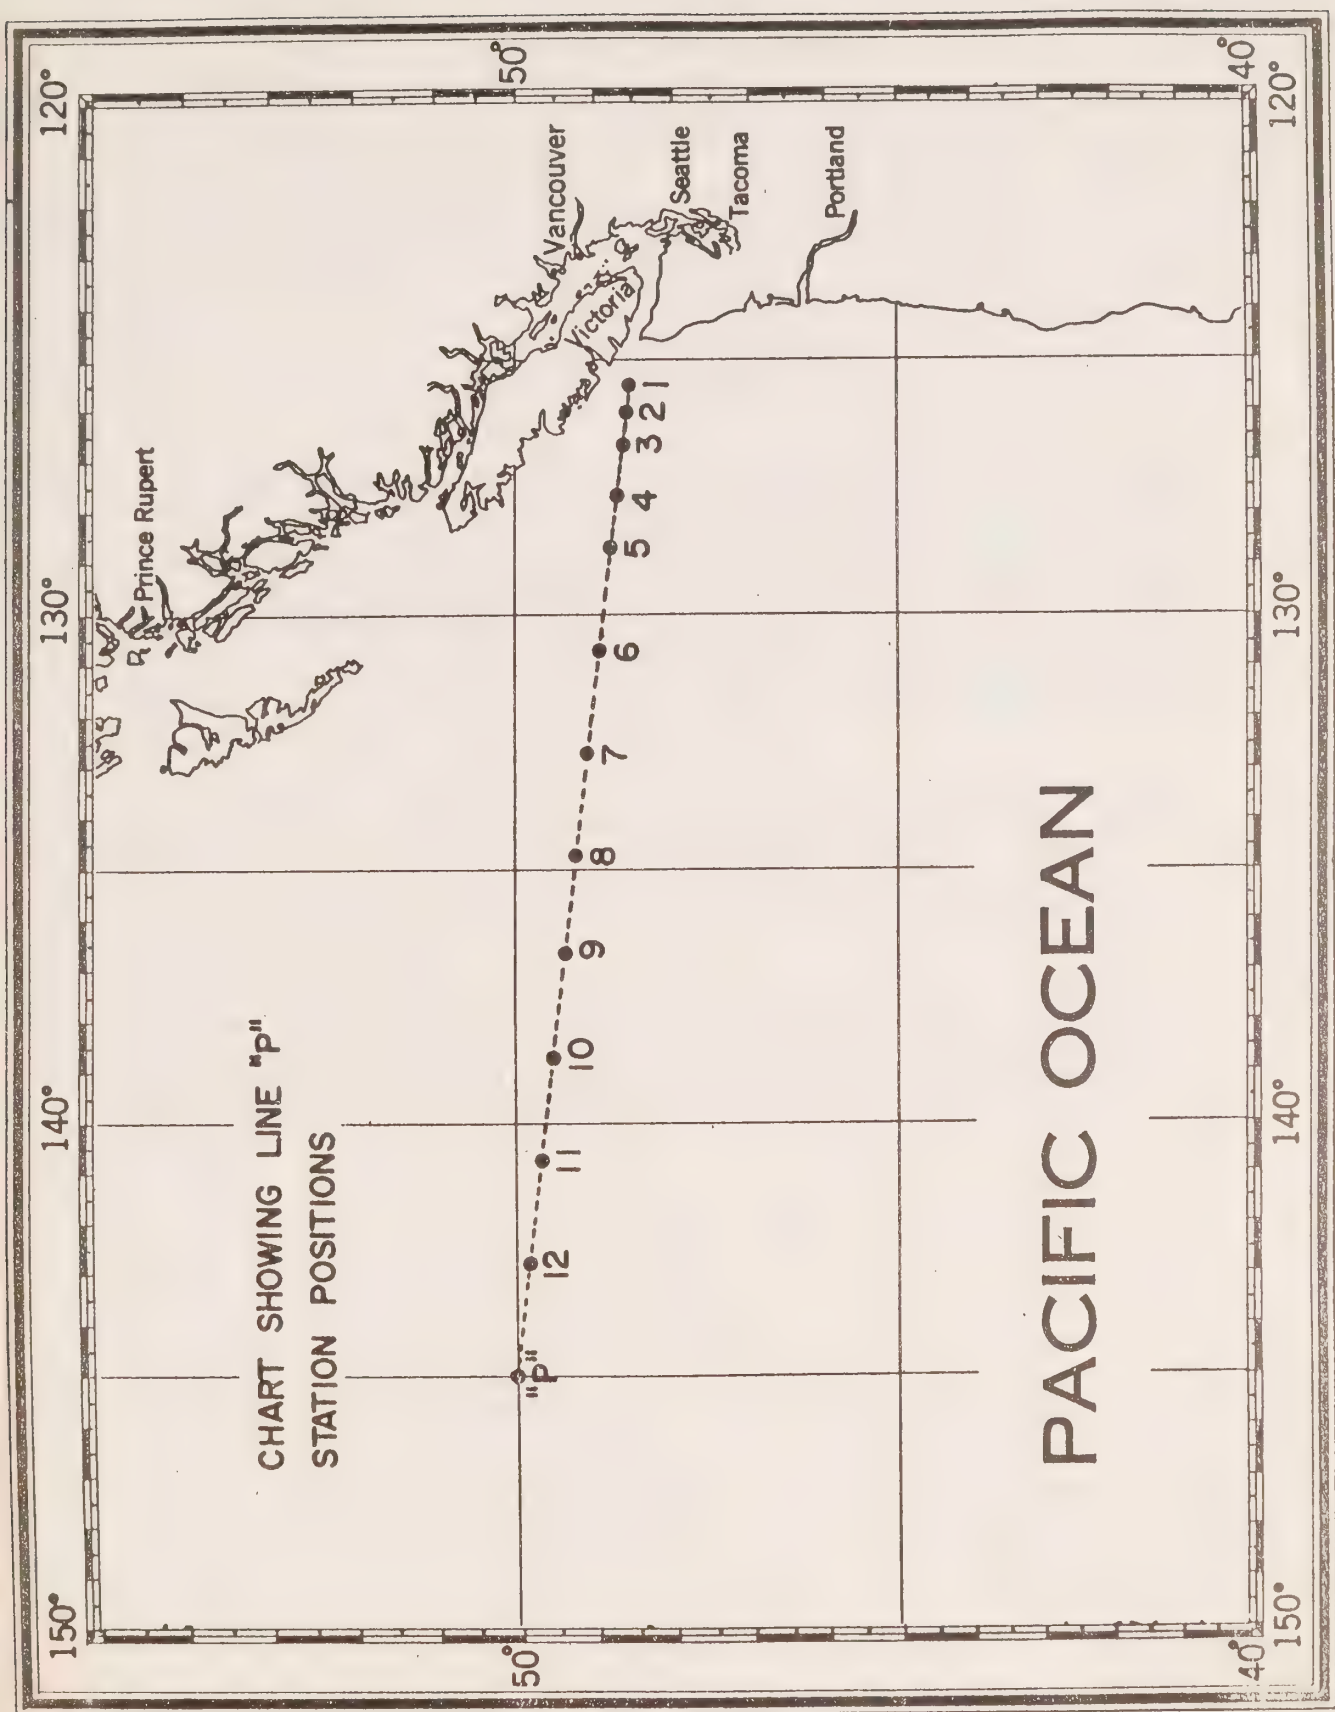 CHART SHOWING LINE "P"
STATION POSITIONS
150°
140°
130°
120°
50°
50°
40°
40°
150°
140°
130°
120°
Prince Rupert
Vancouver
Victoria
Seattle
Tacoma
Portland
"P"
12
11
10
9
8
7
6
5
4
3
2
1
PACIFIC OCEAN